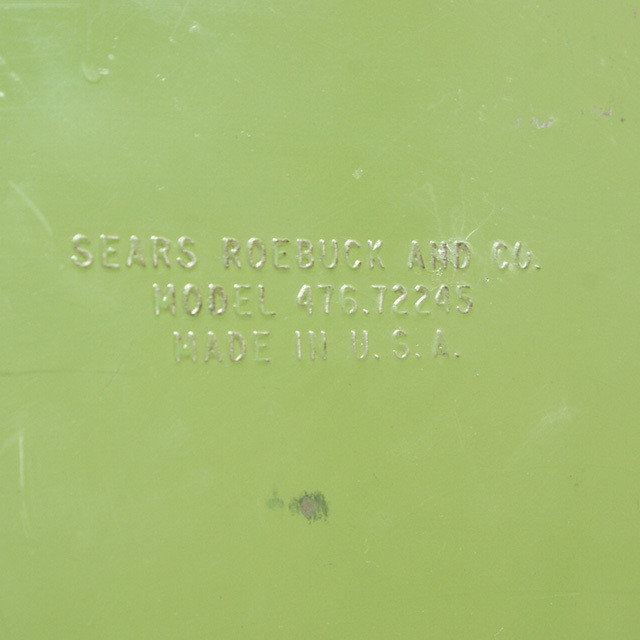 SEARS ROEBUCK AND CO.
MODEL 476.72245
MADE IN U.S.A.